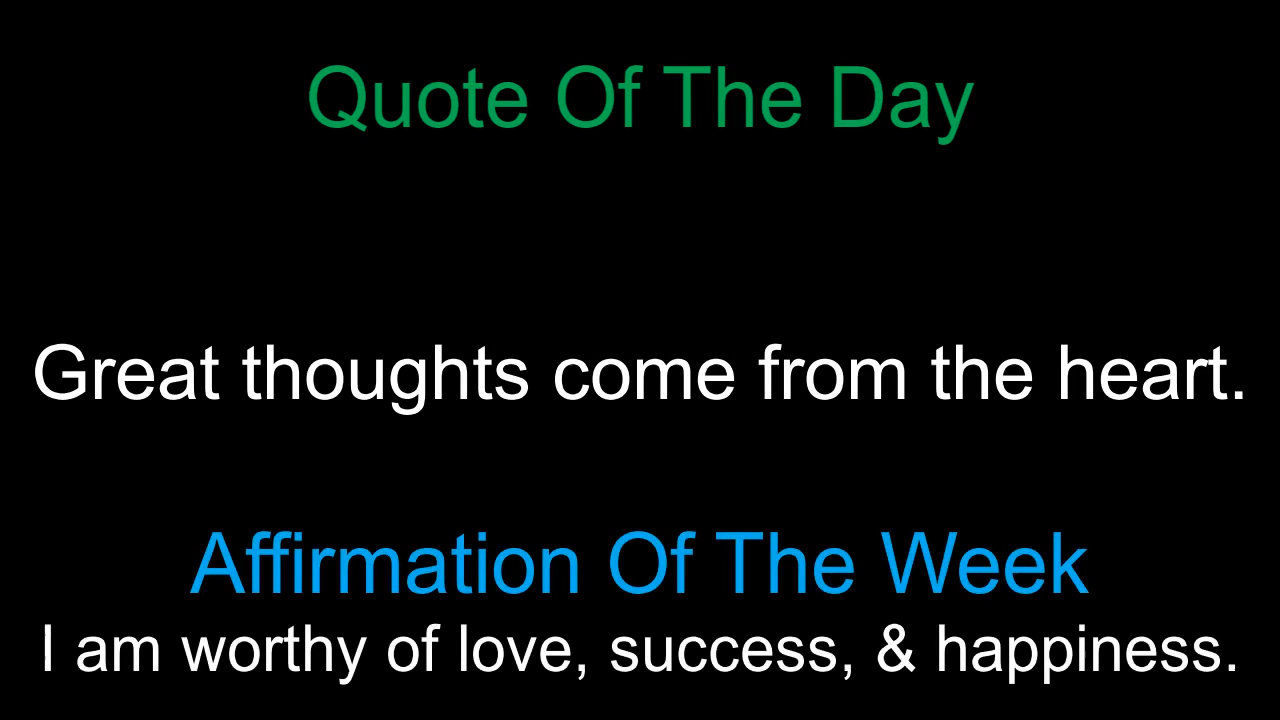 Quote Of The Day
Great thoughts come from the heart.
Affirmation Of The Week
I am worthy of love, success, & happiness.